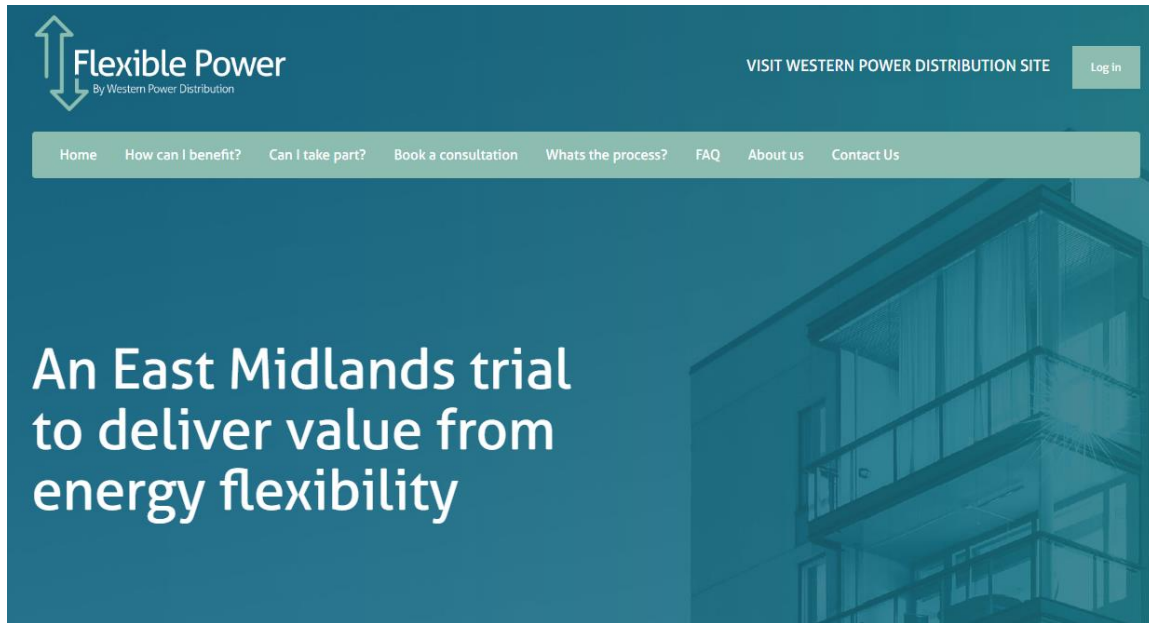 Flexible Power
By Western Power Distribution
VISIT WESTERN POWER DISTRIBUTION SITE
Log in
Home How can I benefit? Can I take part? Book a consultation Whats the process? FAQ About us Contact Us
An East Midlands trial
to deliver value from
energy flexibility